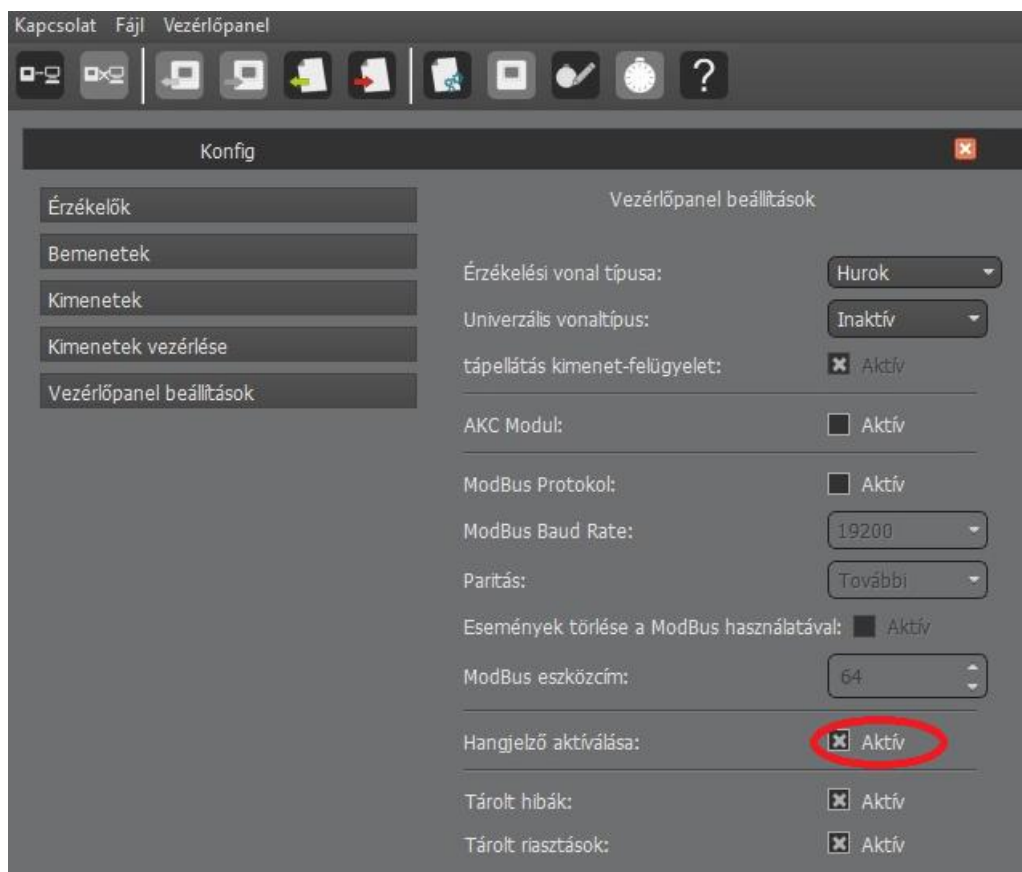 Kapcsolat Fájl Vezérlőpanel
?
Konfig
Érzékelők
Bemenetek
Kimenetek
Kimenetek vezérlése
Vezérlőpanel beállítások
Vezérlőpanel beállítások
Érzékelési vonal típusa: Hurok
Univerzális vonaltípus: Inaktív
tápellátás kimenet-felügyelet: Aktív
AKC Modul: Aktív
ModBus Protokol: Aktív
ModBus Baud Rate: 19200
Paritás: További
Események törlése a ModBus használatával: Aktív
ModBus eszközcím: 64
Hangjelző aktíválása: Aktív
Tárolt hibák: Aktív
Tárolt riasztások: Aktív